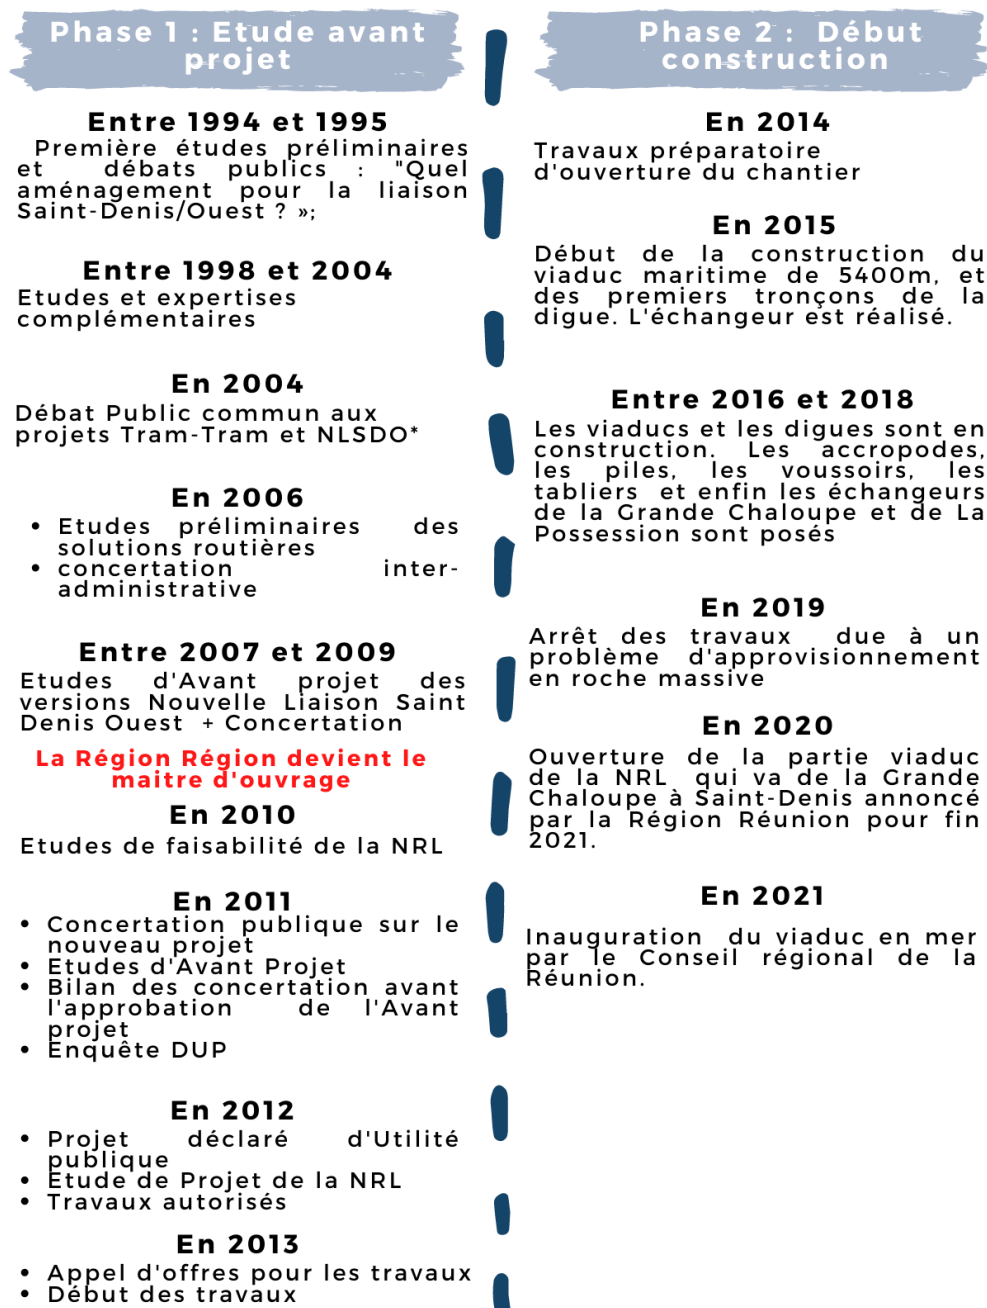 Phase 1 : Etude avant
projet
Entre 1994 et 1995
Première études préliminaires
et débats publics : "Quel
aménagement pour la liaison
Saint-Denis/Ouest ? »;
Entre 1998 et 2004
Etudes et expertises
complémentaires
En 2004
Débat Public commun aux
projets Tram-Tram et NLSDO*
En 2006
• Etudes préliminaires des
solutions routières
• concertation inter-
administrative
Entre 2007 et 2009
Etudes d'Avant projet des
versions Nouvelle Liaison Saint
Denis Ouest + Concertation
La Région Région devient le
maitre d'ouvrage
En 2010
Etudes de faisabilité de la NRL
En 2011
• Concertation publique sur le
nouveau projet
• Etudes d'Avant Projet
• Bilan des concertation avant
l'approbation de l'Avant
projet
• Enquête DUP
En 2012
• Projet déclaré d'Utilité
publique
• Etude de Projet de la NRL
• Travaux autorisés
En 2013
• Appel d'offres pour les travaux
• Début des travaux
Phase 2 : Début
construction
En 2014
Travaux préparatoire
d'ouverture du chantier
En 2015
Début de la construction du
viaduc maritime de 5400m, et
des premiers tronçons de la
digue. L'échangeur est réalisé.
Entre 2016 et 2018
Les viaducs et les digues sont en
construction. Les accropodes,
les piles, les voussoirs, les
tabliers et enfin les échangeurs
de la Grande Chaloupe et de La
Possession sont posés
En 2019
Arrêt des travaux due à un
problème d'approvisionnement
en roche massive
En 2020
Ouverture de la partie viaduc
de la NRL qui va de la Grande
Chaloupe à Saint-Denis annoncé
par la Région Réunion pour fin
2021.
En 2021
Inauguration du viaduc en mer
par le Conseil régional de la
Réunion.